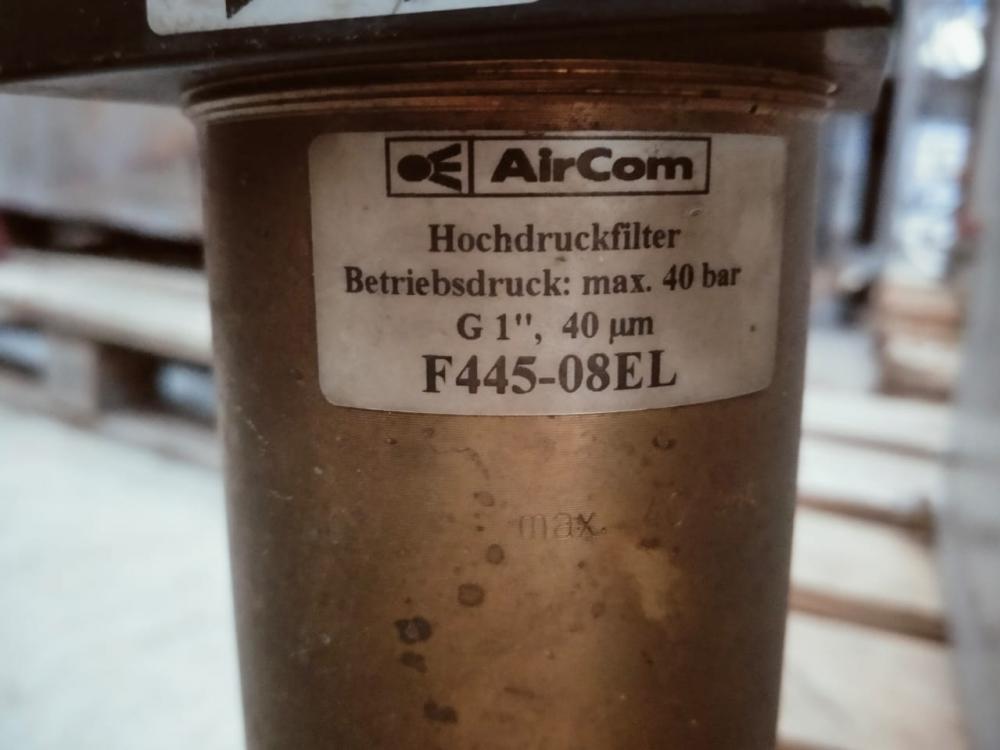 AirCom
Hochdruckfilter
Betriebsdruck: max. 40 bar
G 1", 40 µm
F445-08EL
max.